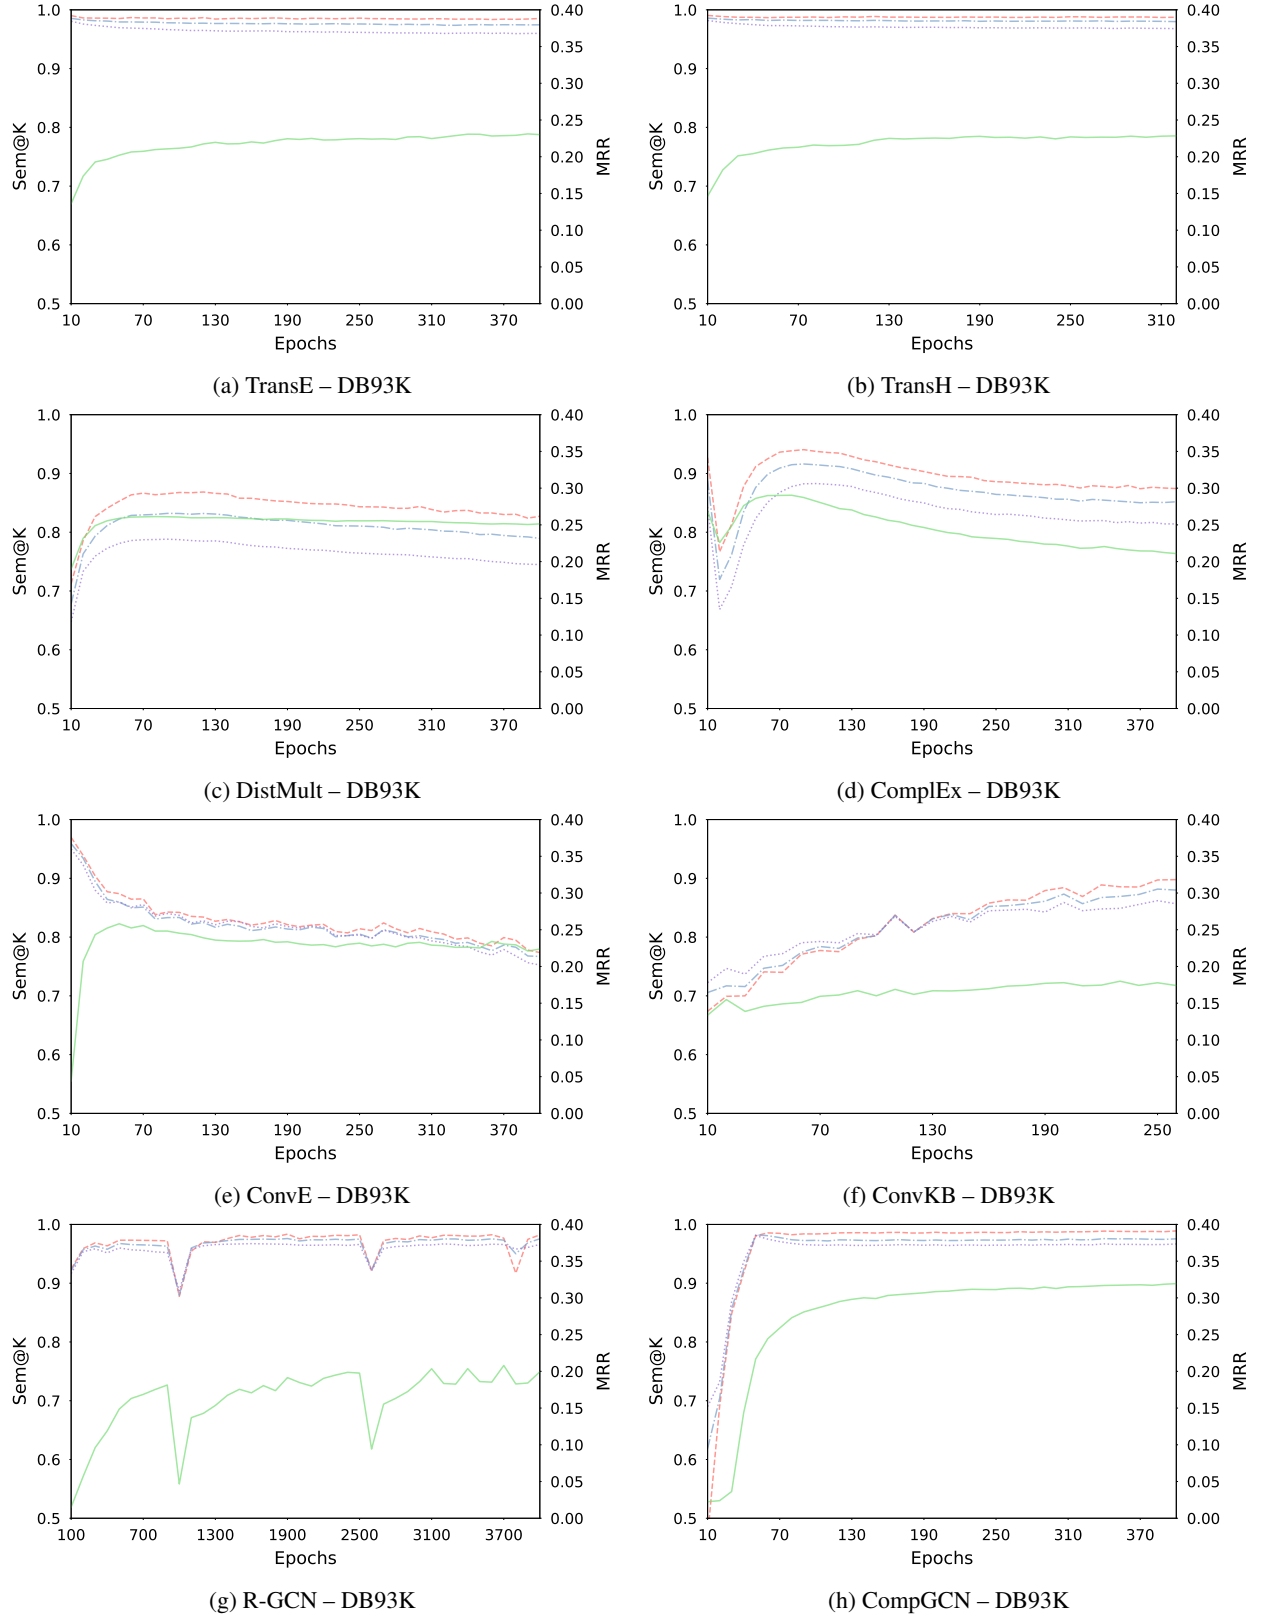 1.0 0.40 1.0 0.40
0.35 0.35
0.9 0.9
0.30 0.30
0.8 0.25 0.8 0.25
Sem@K 0.20 MRR Sem@K 0.20 MRR
0.7 0.15 0.7 0.15
0.10 0.10
0.6 0.6
0.05 0.05
0.5 0.00 0.5 0.00
10 70 130 190 250 310 370 10 70 130 190 250 310
Epochs Epochs
(a) TransE – DB93K (b) TransH – DB93K
1.0 0.40 1.0 0.40
0.35 0.35
0.9 0.9
0.30 0.30
0.8 0.25 0.8 0.25
Sem@K 0.20 MRR Sem@K 0.20 MRR
0.7 0.15 0.7 0.15
0.10 0.10
0.6 0.6
0.05 0.05
0.5 0.00 0.5 0.00
10 70 130 190 250 310 370 10 70 130 190 250 310 370
Epochs Epochs
(c) DistMult – DB93K (d) ComplEx – DB93K
1.0 0.40 1.0 0.40
0.35 0.35
0.9 0.9
0.30 0.30
0.8 0.25 0.8 0.25
Sem@K 0.20 MRR Sem@K 0.20 MRR
0.7 0.15 0.7 0.15
0.10 0.10
0.6 0.6
0.05 0.05
0.5 0.00 0.5 0.00
10 70 130 190 250 310 370 10 70 130 190 250
Epochs Epochs
(e) ConvE – DB93K (f) ConvKB – DB93K
1.0 0.40 1.0 0.40
0.35 0.35
0.9 0.9
0.30 0.30
0.8 0.25 0.8 0.25
Sem@K 0.20 MRR Sem@K 0.20 MRR
0.7 0.15 0.7 0.15
0.10 0.10
0.6 0.6
0.05 0.05
0.5 0.00 0.5 0.00
100 700 1300 1900 2500 3100 3700 10 70 130 190 250 310 370
Epochs Epochs
(g) R-GCN – DB93K (h) CompGCN – DB93K